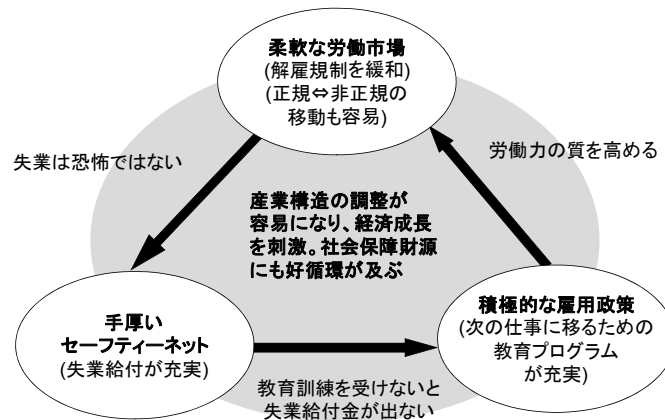 柔軟な労働市場
(解雇規制を緩和)
(正規⇔非正規の
移動も容易)
失業は恐怖ではない
労働力の質を高める
産業構造の調整が
容易になり、経済成長
を刺激。社会保障財源
にも好循環が及ぶ
手厚い
セーフティーネット
(失業給付が充実)
積極的な雇用政策
(次の仕事に移るための
教育プログラム
が充実)
教育訓練を受けないと
失業給付金が出ない